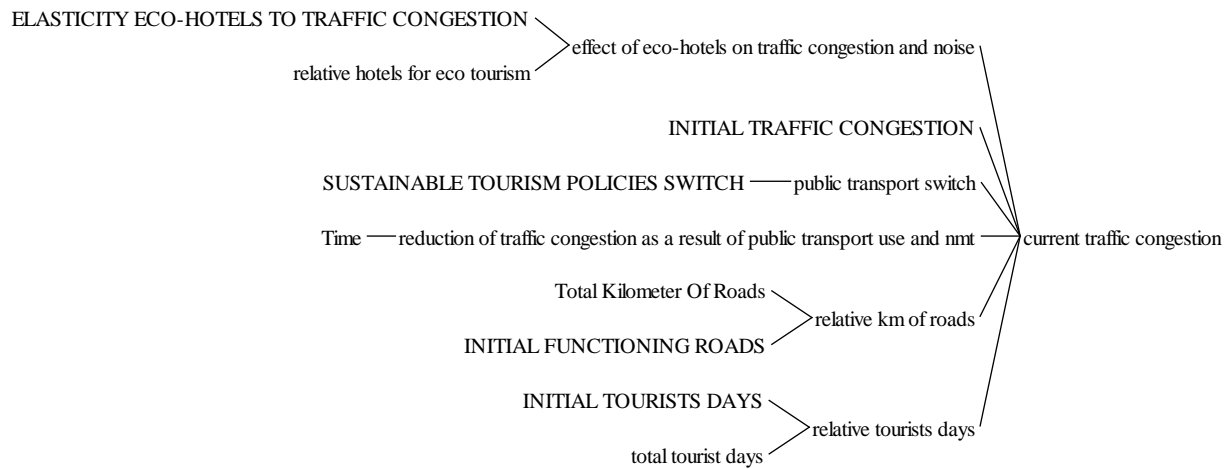 ELASTICITY ECO-HOTELS TO TRAFFIC CONGESTION
effect of eco-hotels on traffic congestion and noise
relative hotels for eco tourism
INITIAL TRAFFIC CONGESTION
SUSTAINABLE TOURISM POLICIES SWITCH
public transport switch
Time
reduction of traffic congestion as a result of public transport use and nmt
current traffic congestion
Total Kilometer Of Roads
relative km of roads
INITIAL FUNCTIONING ROADS
INITIAL TOURISTS DAYS
relative tourists days
total tourist days